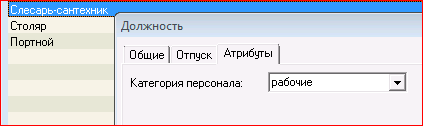 Слесарь-сантехник
Столяр
Портной
Должность
Общие Отпуск Атрибуты
Категория персонала: рабочие